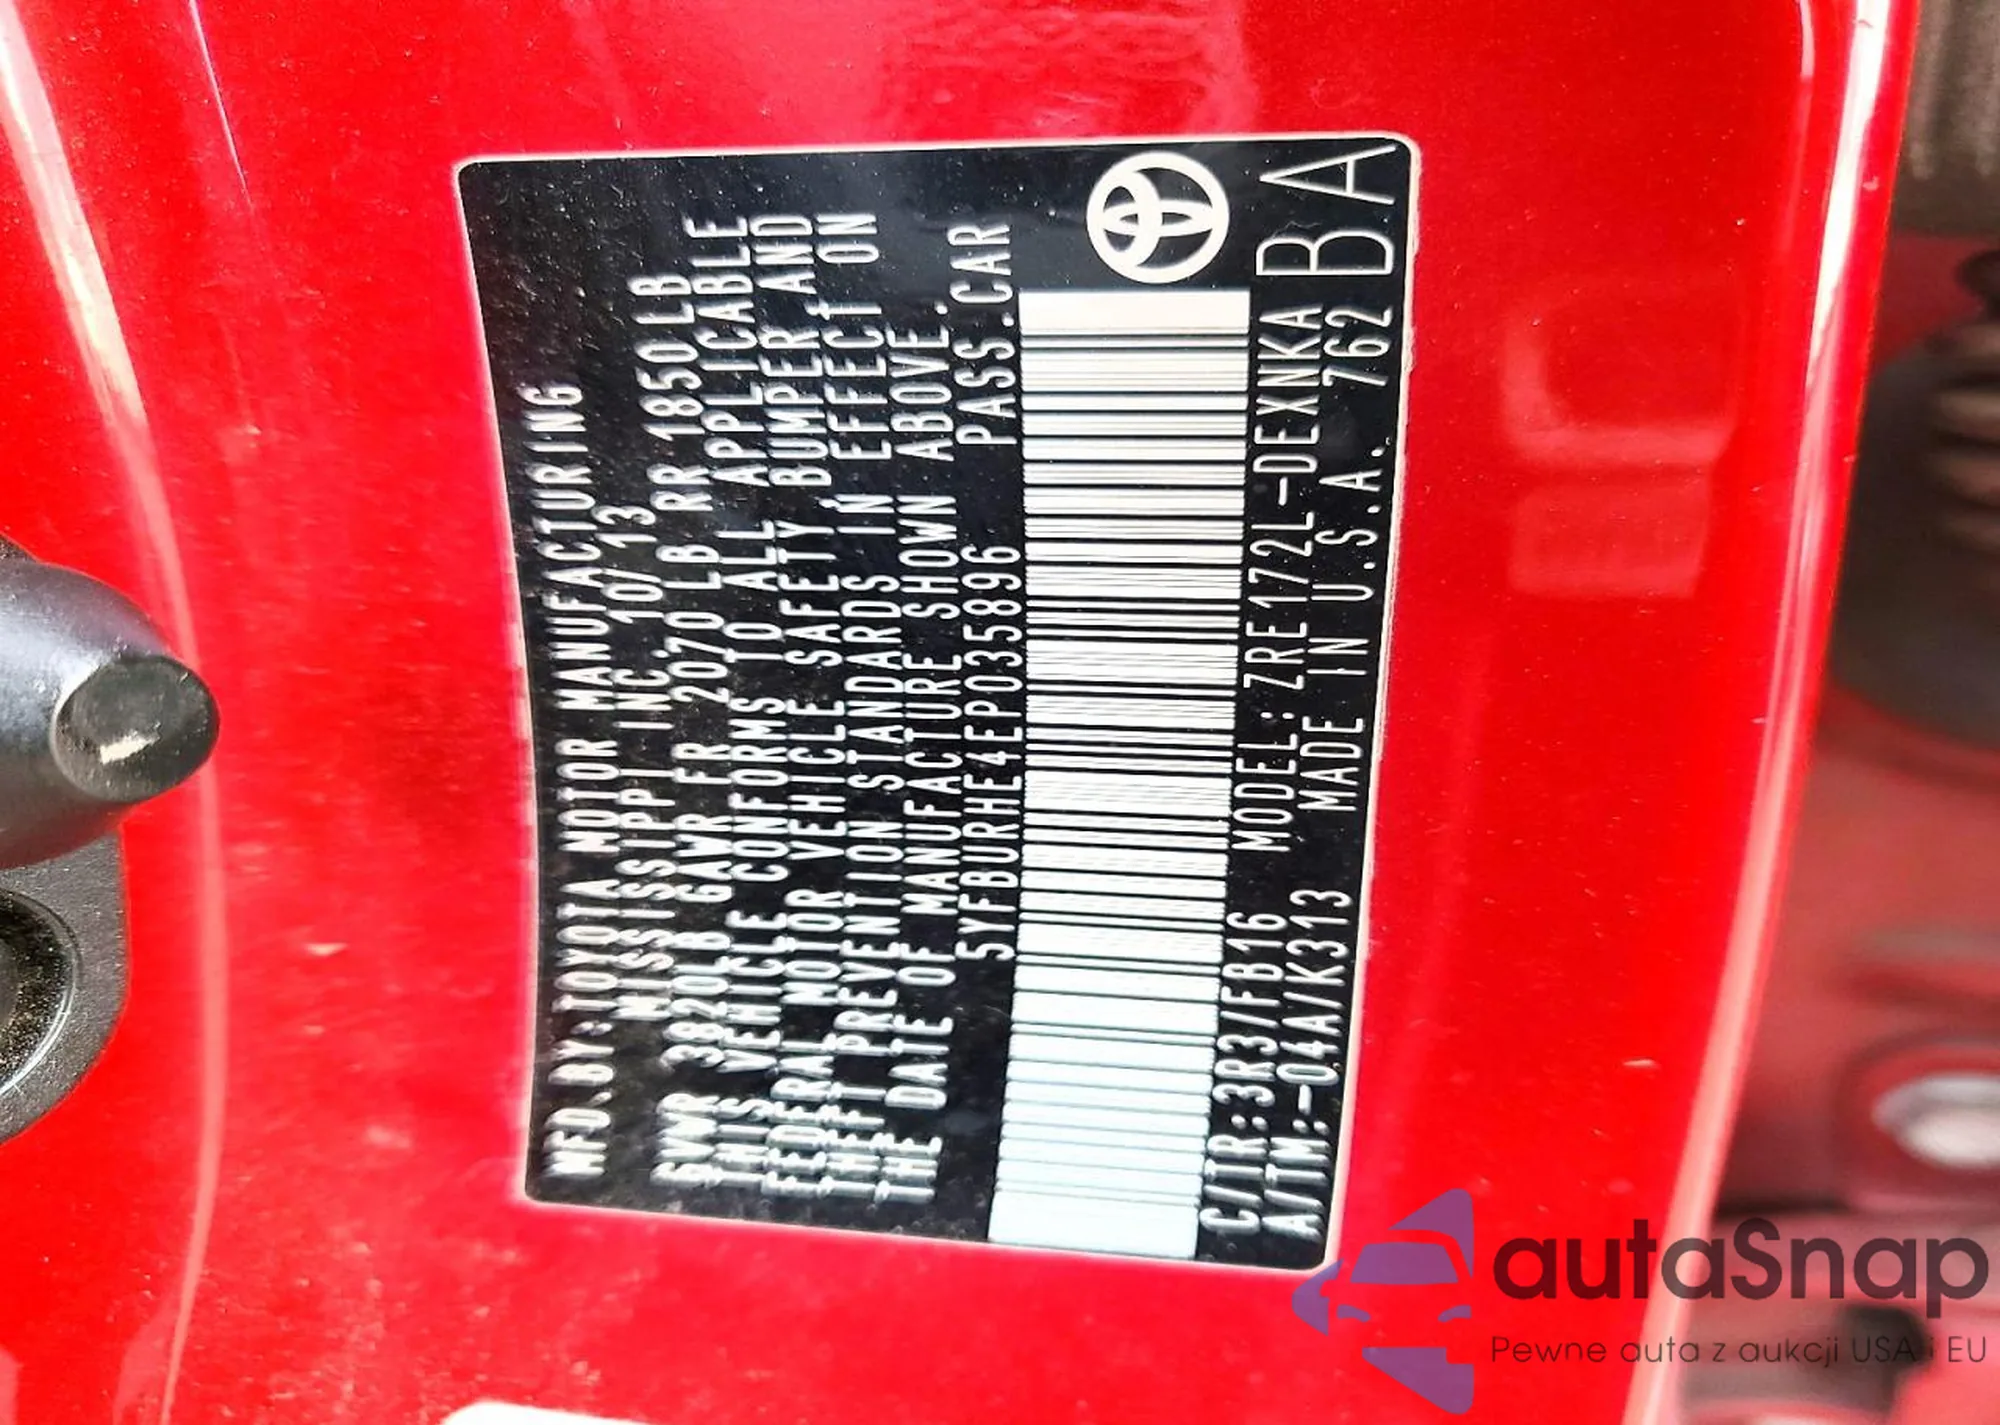 MFD.BY:TOYOTA MOTOR MANUFACTURING
MISSISSIPPI INC. 10/13
GVWR 3820LB GAWR FR 2070LB RR 1850LB
THIS VEHICLE CONFORMS TO ALL APPLICABLE
FEDERAL MOTOR VEHICLE SAFETY BUMPER, AND
THEFT PREVENTION STANDARDS IN EFFECT ON
THE DATE OF MANUFACTURE SHOWN ABOVE.
5YFBURHE4EP035896 PASS.CAR
C/TR:3R3/FB16 MODEL:ZRE172L-DEXNKA B
A/TM:-04A/K313 MADE IN U.S.A. 762 BA
autaSnap
Pewne auta z aukcji USA i EU